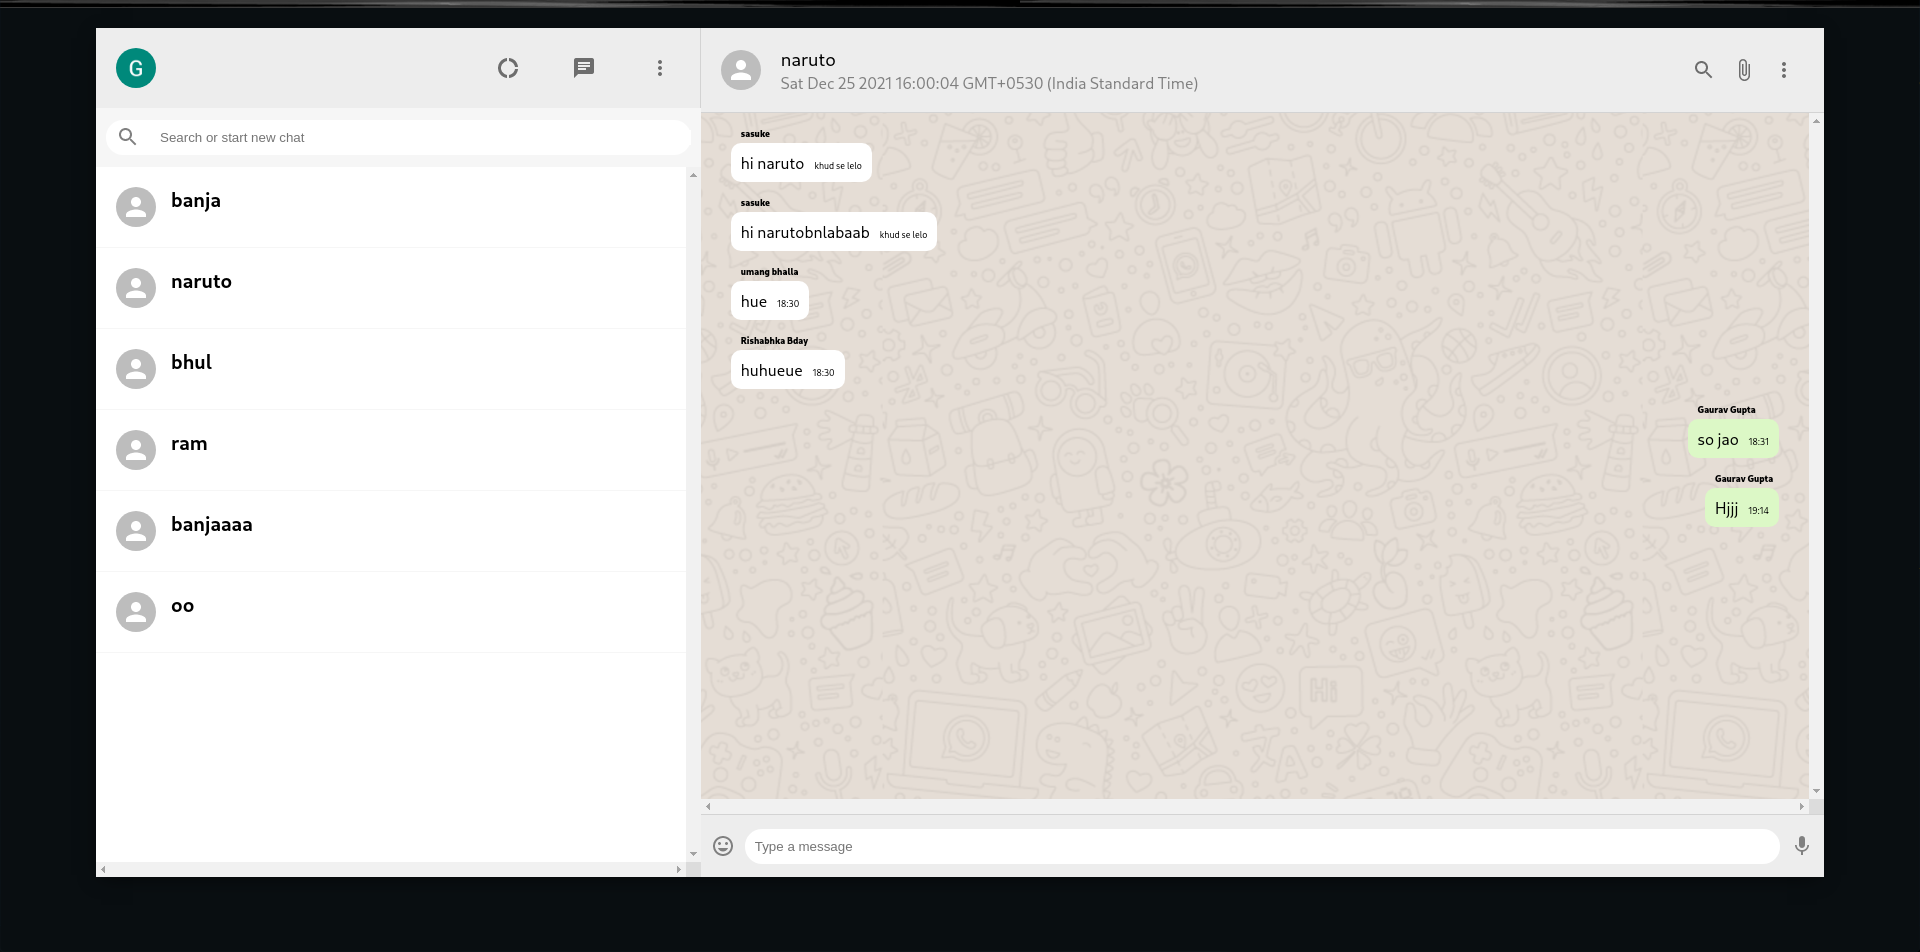 G
Search or start new chat
banja
naruto
bhul
ram
banjaaaa
oo
naruto
Sat Dec 25 2021 16:00:04 GMT+0530 (India Standard Time)
sasuke
hi naruto khud se lelo
sasuke
hi narutobnlabaab khud se lelo
umang bhalla
hue 18:30
Rishabhka Bday
huhueue 18:30
Gaurav Gupta
so jao 18:31
Gaurav Gupta
Hjjj 19:14
Hi
Type a message